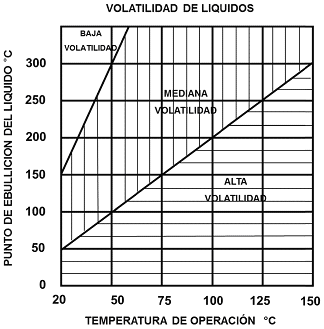 VOLATILIDAD DE LIQUIDOS
BAJA
VOLATILIDAD
MEDIANA
VOLATILIDAD
ALTA
VOLATILIDAD
PUNTO DE EBULLICION DEL LIQUIDO °C
300
250
200
150
100
50
0
20
50
75
100
125
150
TEMPERATURA DE OPERACIÓN °C